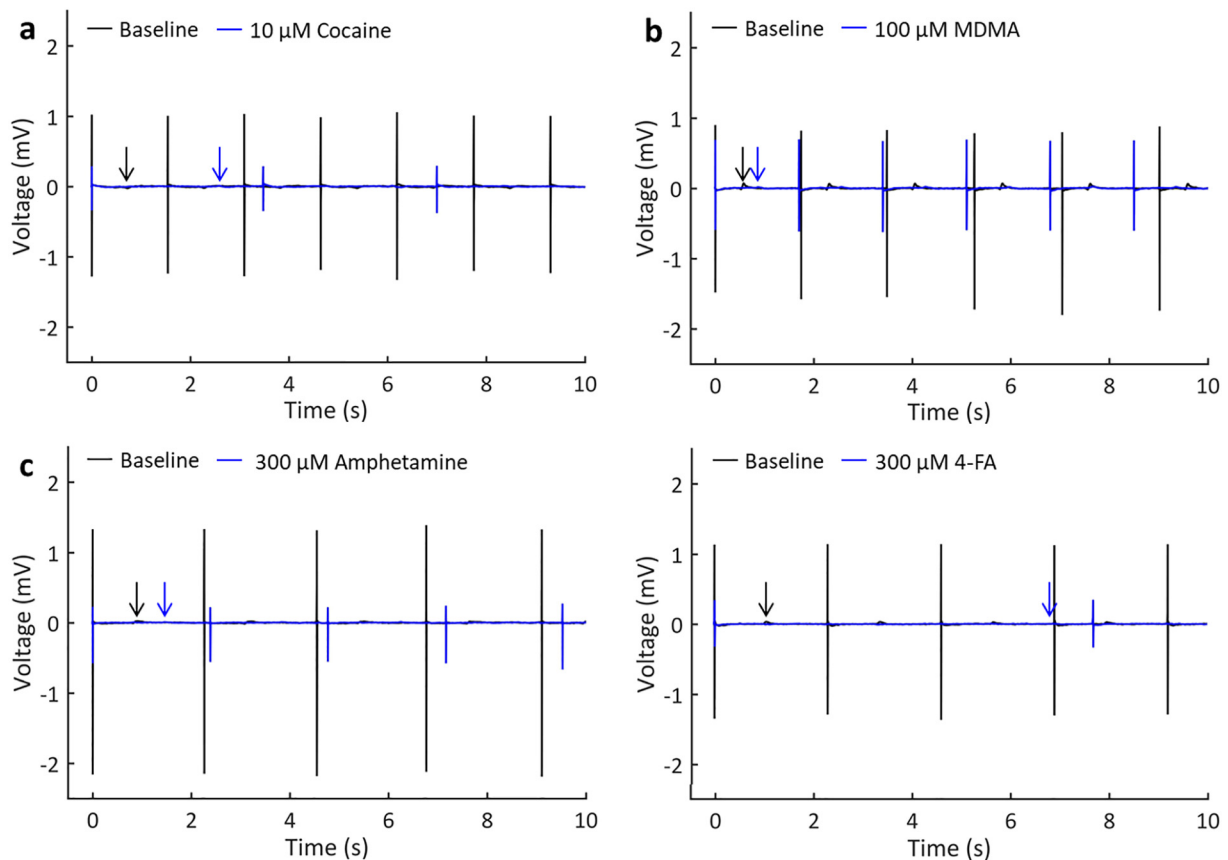 a Baseline 10 µM Cocaine
2
1
0
-1
-2
Voltage (mV)
0 2 4 6 8 10
Time (s)
b Baseline 100 µM MDMA
2
1
0
-1
-2
Voltage (mV)
0 2 4 6 8 10
Time (s)
c Baseline 300 µM Amphetamine
2
1
0
-1
-2
Voltage (mV)
0 2 4 6 8 10
Time (s)
Baseline 300 µM 4-FA
2
1
0
-1
-2
Voltage (mV)
0 2 4 6 8 10
Time (s)